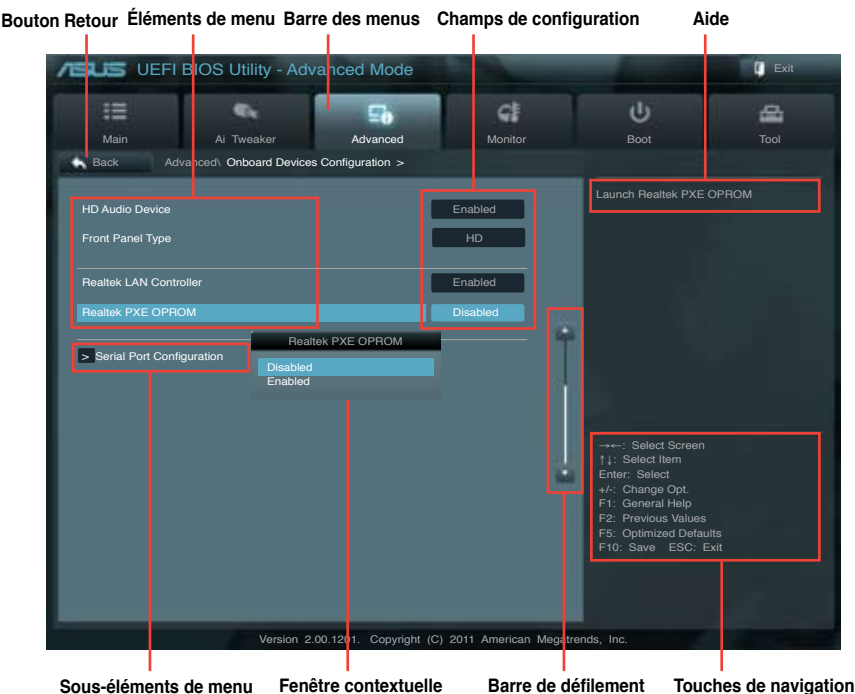 Bouton Retour Éléments de menu Barre des menus Champs de configuration Aide
ASUS UEFI BIOS Utility - Advanced Mode Exit
Main Ai Tweaker Advanced Monitor Boot Tool
Back Advanced\ Onboard Devices Configuration >
Launch Realtek PXE OPROM
HD Audio Device Enabled
Front Panel Type HD
Realtek LAN Controller Enabled
Realtek PXE OPROM Disabled
Realtek PXE OPROM
> Serial Port Configuration
Disabled
Enabled
→←: Select Screen
↑↓: Select Item
Enter: Select
+/-: Change Opt.
F1: General Help
F2: Previous Values
F5: Optimized Defaults
F10: Save ESC: Exit
Version 2.00.1201. Copyright (C) 2011 American Megatrends, Inc.
Sous-éléments de menu Fenêtre contextuelle Barre de défilement Touches de navigation